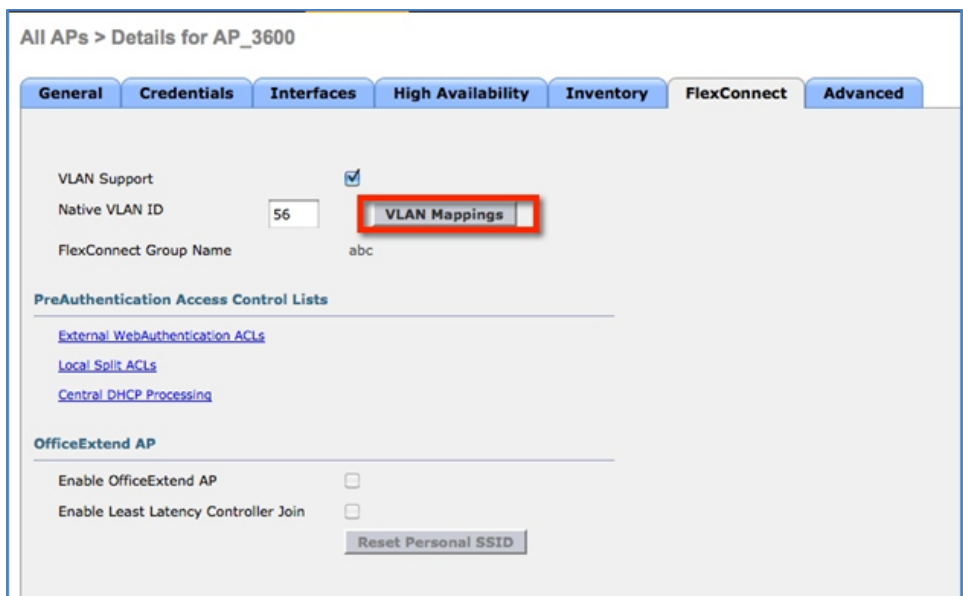 All APs > Details for AP_3600
General Credentials Interfaces High Availability Inventory FlexConnect Advanced
VLAN Support
Native VLAN ID 56 VLAN Mappings
FlexConnect Group Name abc
PreAuthentication Access Control Lists
External WebAuthentication ACLs
Local Split ACLs
Central DHCP Processing
OfficeExtend AP
Enable OfficeExtend AP
Enable Least Latency Controller Join
Reset Personal SSID